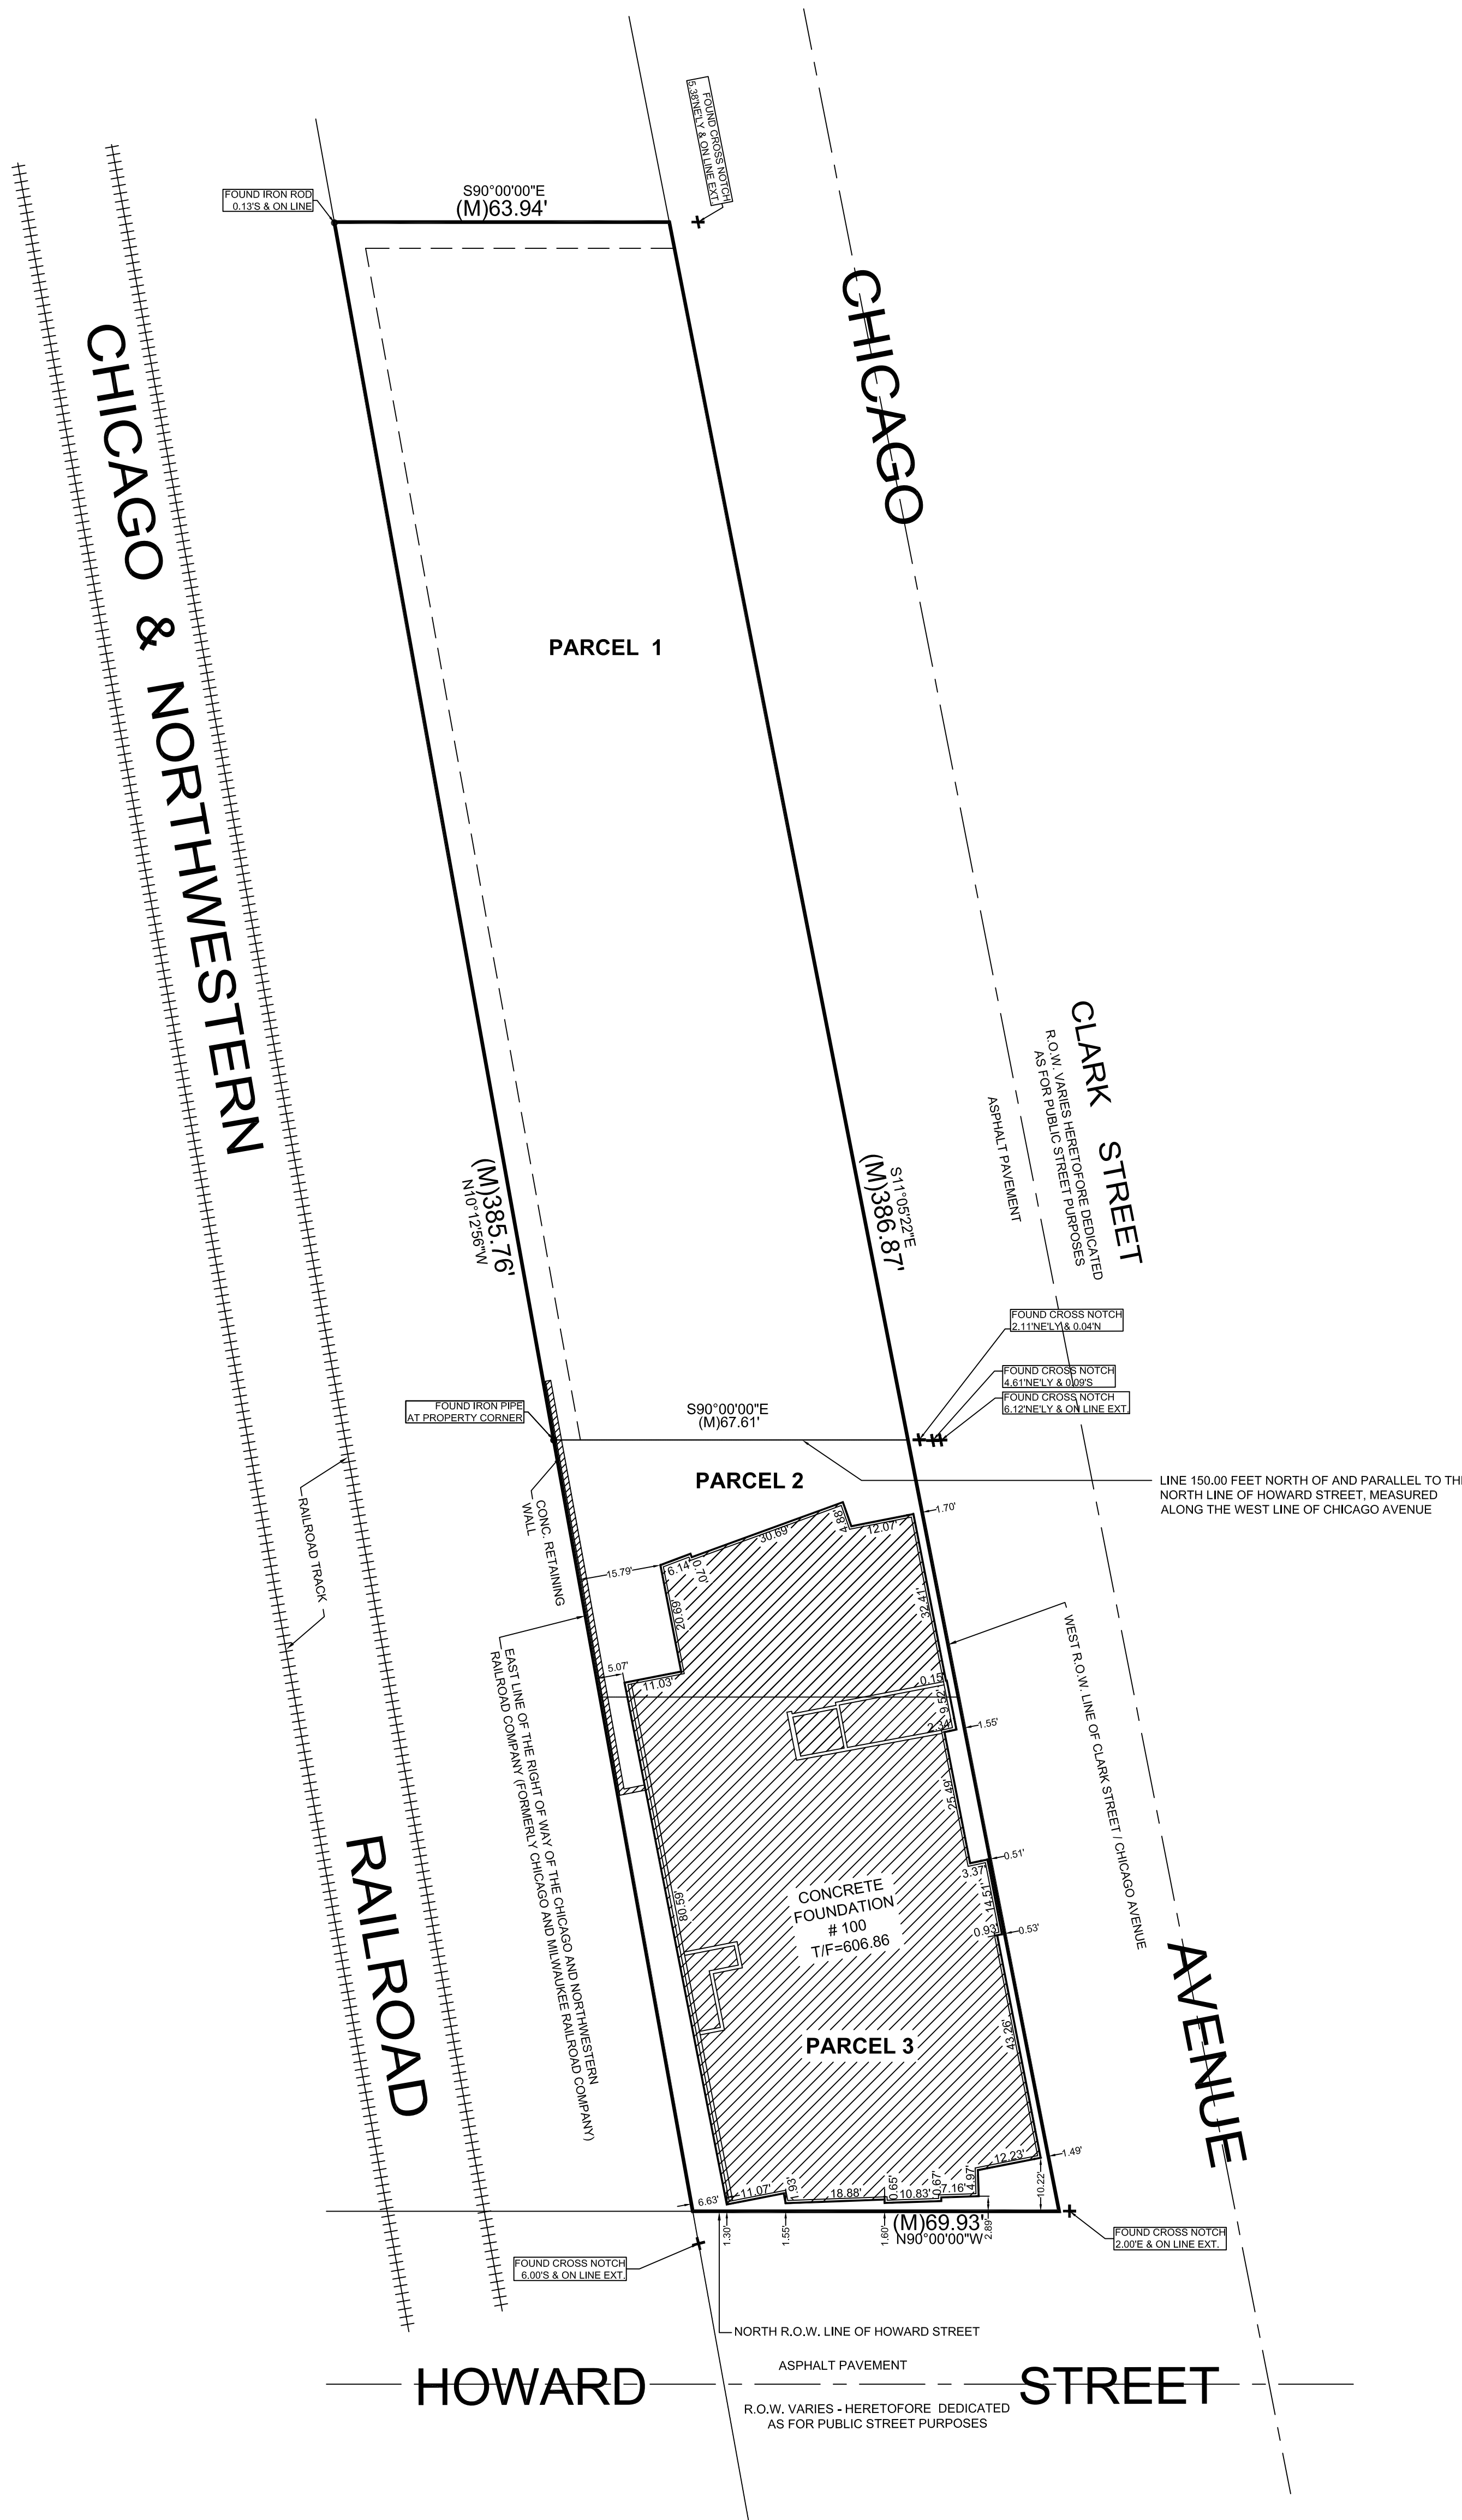 FOUND CROSS NOTCH
5.38'NE'LY & ON LINE EXT.
FOUND IRON ROD
0.13'S & ON LINE
S90°00'00"E
(M)63.94'
CHICAGO & NORTHWESTERN
RAILROAD
CHICAGO
AVENUE
PARCEL 1
CLARK STREET
R.O.W. VARIES HERETOFORE DEDICATED
AS FOR PUBLIC STREET PURPOSES
ASPHALT PAVEMENT
(M)385.76'
N10°12'56"W
S11°05'22"E
(M)386.87'
FOUND CROSS NOTCH
2.11'NE'LY & 0.04'N
FOUND CROSS NOTCH
4.61'NE'LY & 0.09'S
FOUND CROSS NOTCH
6.12'NE'LY & ON LINE EXT.
FOUND IRON PIPE
AT PROPERTY CORNER
S90°00'00"E
(M)67.61'
PARCEL 2
LINE 150.00 FEET NORTH OF AND PARALLEL TO TH
NORTH LINE OF HOWARD STREET, MEASURED
ALONG THE WEST LINE OF CHICAGO AVENUE
RAILROAD TRACK
CONC. RETAINING
WALL
1.70'
4.88'
12.07'
30.69'
6.14'
0.70'
15.79'
20.69'
32.41'
5.07'
11.03'
0.15'
9.52'
2.34'
1.55'
WEST R.O.W. LINE OF CLARK STREET / CHICAGO AVENUE
EAST LINE OF THE RIGHT OF WAY OF THE CHICAGO AND NORTHWESTERN
RAILROAD COMPANY (FORMERLY CHICAGO AND MILWAUKEE RAILROAD COMPANY)
25.49'
0.51'
3.37'
14.51'
80.59'
CONCRETE
FOUNDATION
# 100
T/F=606.86
0.93'
0.53'
PARCEL 3
43.26'
12.23'
1.49'
10.22'
6.63'
11.07'
1.93'
18.88'
0.65'
10.83'
0.67'
7.16'
4.97'
1.30'
1.55'
1.60'
2.89'
(M)69.93'
N90°00'00"W
FOUND CROSS NOTCH
2.00'E & ON LINE EXT.
FOUND CROSS NOTCH
6.00'S & ON LINE EXT.
NORTH R.O.W. LINE OF HOWARD STREET
ASPHALT PAVEMENT
HOWARD STREET
R.O.W. VARIES - HERETOFORE DEDICATED
AS FOR PUBLIC STREET PURPOSES